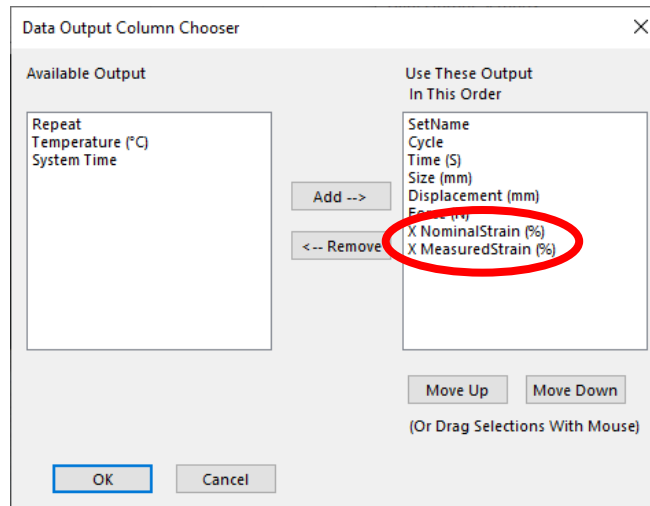 Data Output Column Chooser
Available Output
Repeat
Temperature (°C)
System Time
Add -->
<-- Remove
Use These Output
In This Order
SetName
Cycle
Time (S)
Size (mm)
Displacement (mm)
Force (N)
X NominalStrain (%)
X MeasuredStrain (%)
Move Up
Move Down
(Or Drag Selections With Mouse)
OK
Cancel